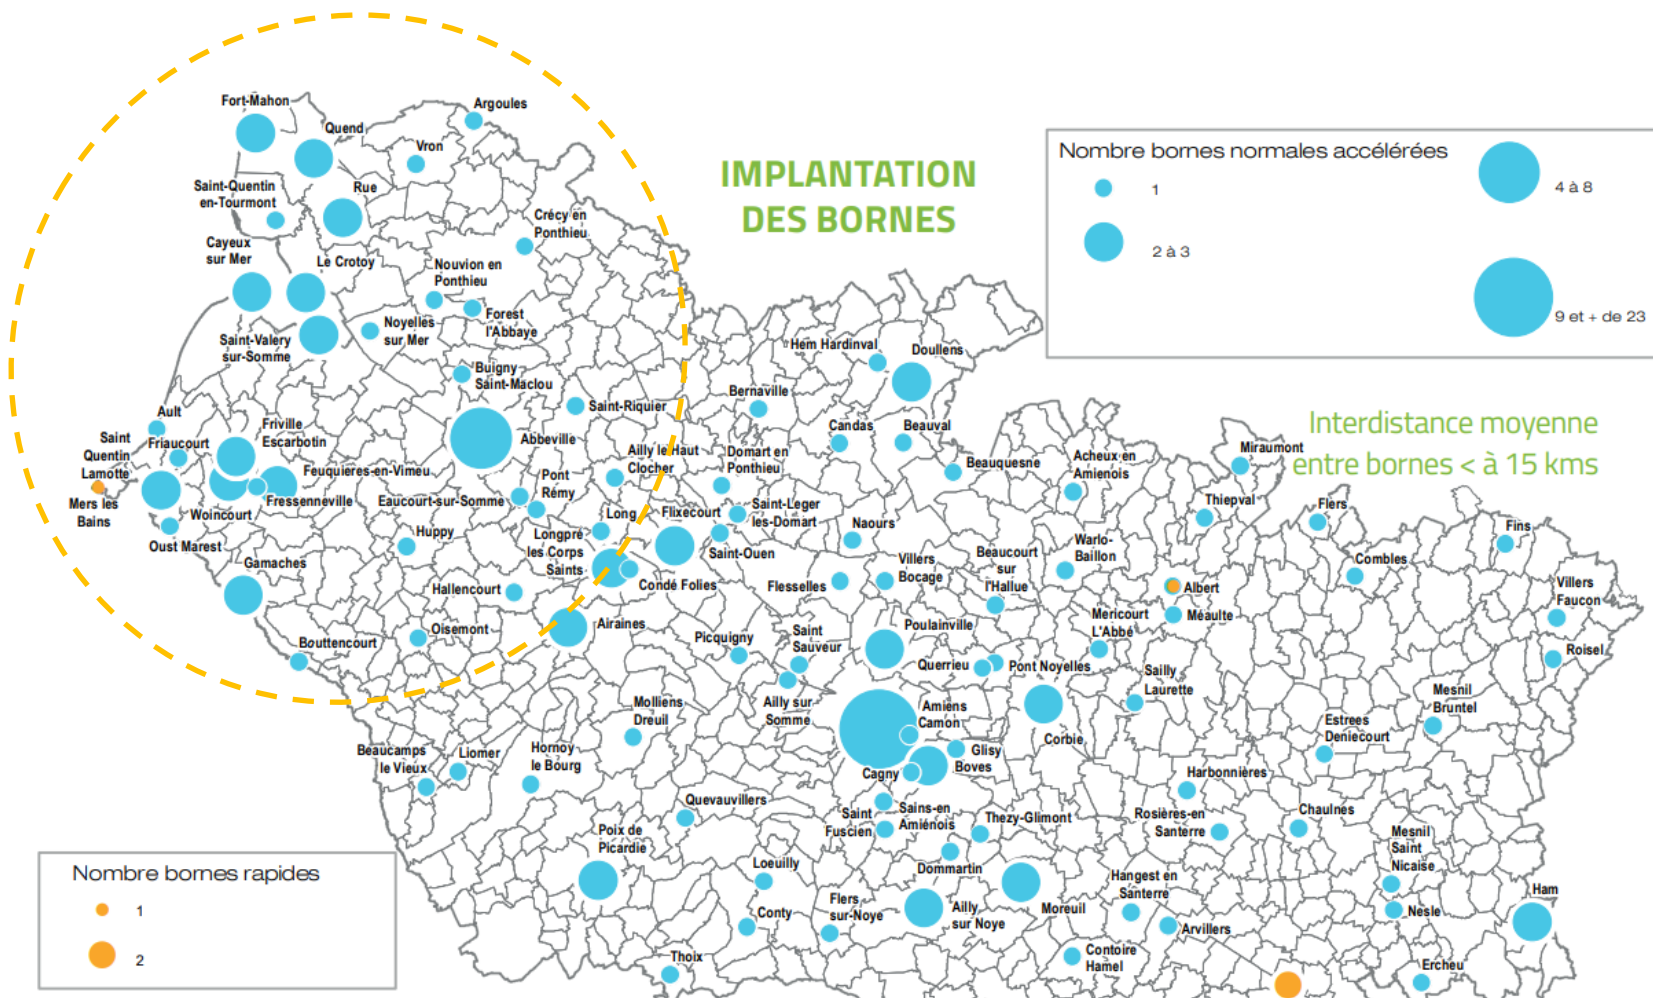 Fort-Mahon
Argoules
Quend
Vron
Saint-Quentin
en-Tourmont
Rue
Crécy en
Ponthieu
Cayeux
sur Mer
Le Crotoy
Nouvion en
Ponthieu
Forest
l'Abbaye
Noyelles
sur Mer
Saint-Valery
sur-Somme
Buigny
Saint-Maclou
Saint-Riquier
Ault
Friville
Escarbotin
Saint
Quentin
Lamotte
Friaucourt
Abbeville
Ailly le Haut
Clocher
Feuquières-en-Vimeu
Pont
Rémy
Mers les
Bains
Fressenneville
Eaucourt-sur-Somme
Woincourt
Oust Marest
Long
Flixecourt
Huppy
Longpré
les Corps
Saints
Gamaches
Hallencourt
Condé Folies
Oisemont
Airaines
Bouttencourt
IMPLANTATION
DES BORNES
Nombre bornes normales accélérées
1
2 à 3
4 à 8
9 et + de 23
Interdistance moyenne
entre bornes < à 15 kms
Hem Hardinval
Doullens
Bernaville
Candas
Beauval
Domart en
Ponthieu
Beauquesne
Acheux en
Amienois
Miraumont
Saint-Leger
les-Domart
Thiepval
Flers
Naours
Saint-Ouen
Fins
Warlo-
Baillon
Villers
Bocage
Beaucourt
sur
l'Hallue
Combles
Flesselles
Albert
Villers
Faucon
Mericourt
L'Abbé
Méaulte
Poulainville
Picquigny
Saint
Sauveur
Querrieu
Pont Noyelles
Roisel
Sailly
Laurette
Mesnil
Bruntel
Molliens
Dreuil
Ailly sur
Somme
Amiens
Camon
Corbie
Estrees
Deniecourt
Beaucamps
le Vieux
Liomer
Hornoy
le Bourg
Glisy
Boves
Cagny
Harbonnières
Quevauvillers
Saint
Fuscien
Sains-en
Amiénois
Thezy-Glimont
Rosières-en
Santerre
Chaulnes
Poix de
Picardie
Mesnil
Saint
Nicaise
Loeuilly
Dommartin
Hangest en
Santerre
Ham
Flers
sur-Noye
Ailly
sur Noye
Moreuil
Conty
Nesle
Arvillers
Thoix
Contoire
Hamel
Ercheu
Nombre bornes rapides
1
2